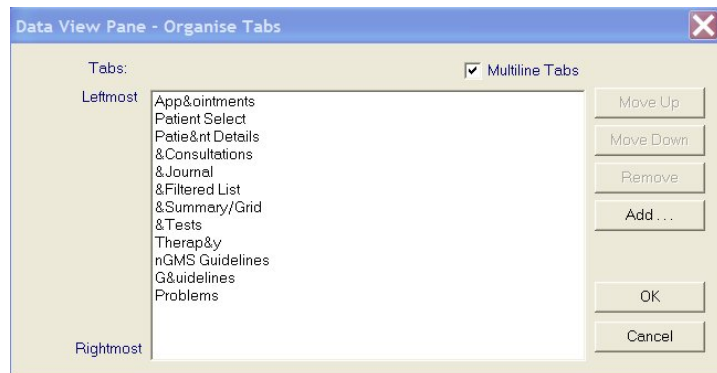 Data View Pane - Organise Tabs
Tabs:
Multiline Tabs
Leftmost
App&ointments
Patient Select
Patie&nt Details
&Consultations
&Journal
&Filtered List
&Summary/Grid
&Tests
Therap&y
nGMS Guidelines
G&uidelines
Problems
Rightmost
Move Up
Move Down
Remove
Add . . .
OK
Cancel